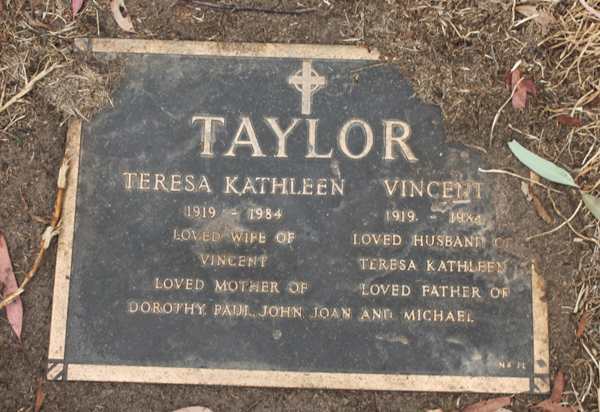 TAYLOR
TERESA KATHLEEN VINCENT
1919 - 1984 1919 - 1984
LOVED WIFE OF LOVED HUSBAND OF
VINCENT TERESA KATHLEEN
LOVED MOTHER OF LOVED FATHER OF
DOROTHY, PAUL, JOHN, JOAN AND MICHAEL